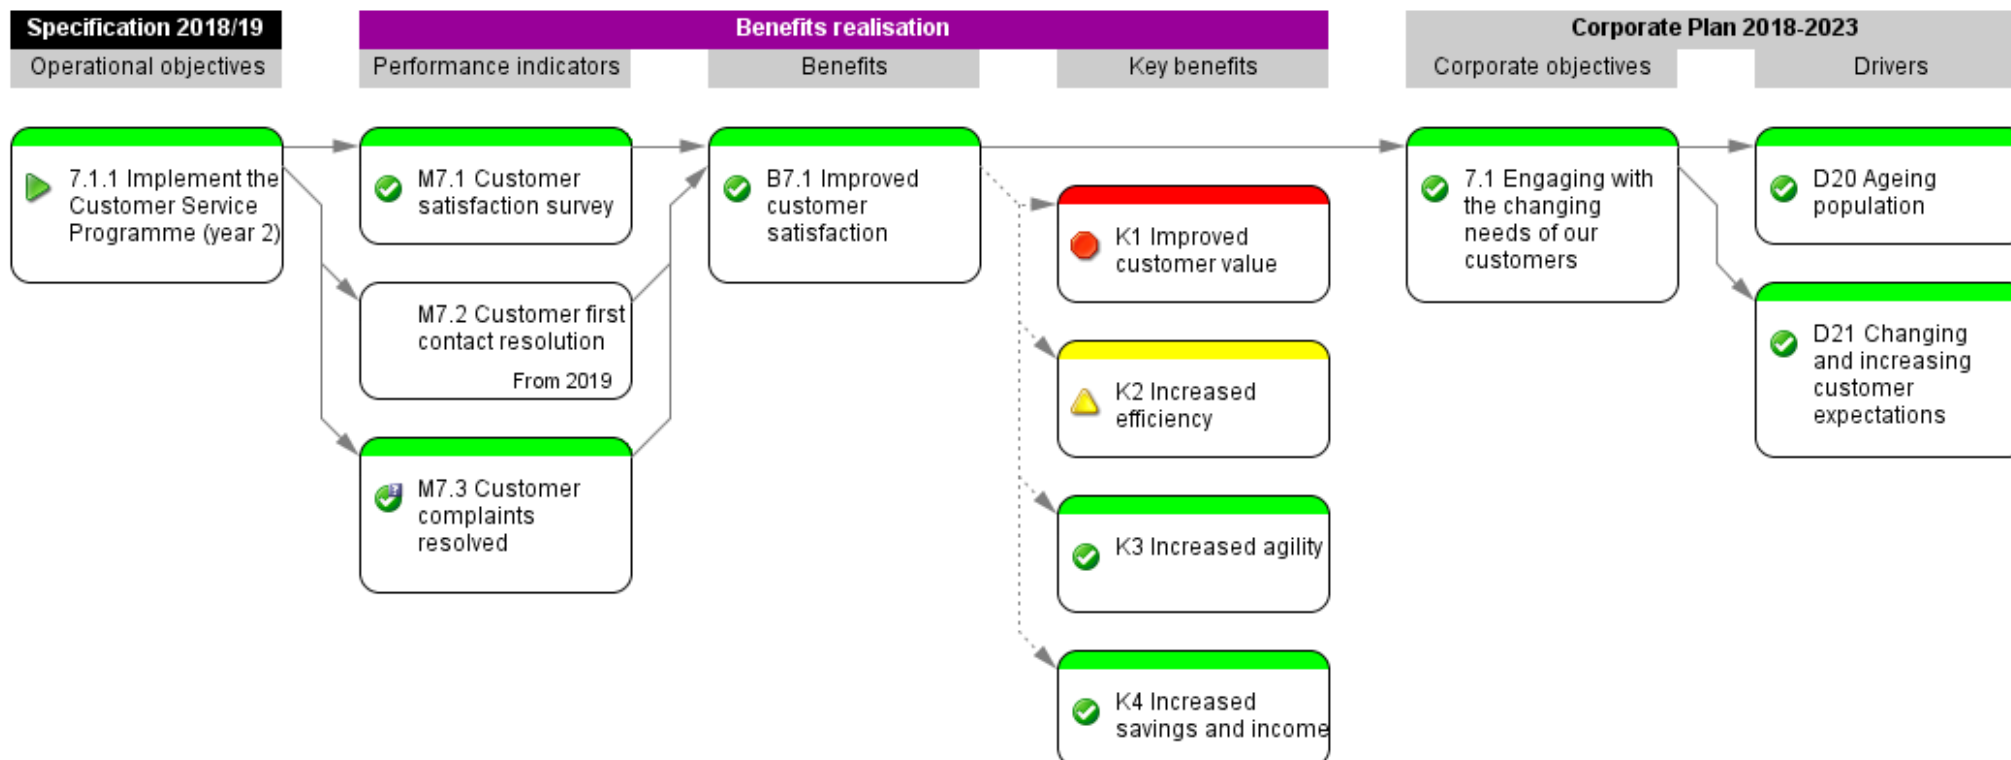 Specification 2018/19
Benefits realisation
Corporate Plan 2018-2023
Operational objectives
Performance indicators
Benefits
Key benefits
Corporate objectives
Drivers
7.1.1 Implement the
Customer Service
Programme (year 2)
M7.1 Customer
satisfaction survey
M7.2 Customer first
contact resolution
From 2019
M7.3 Customer
complaints
resolved
B7.1 Improved
customer
satisfaction
K1 Improved
customer value
K2 Increased
efficiency
K3 Increased agility
K4 Increased
savings and income
7.1 Engaging with
the changing
needs of our
customers
D20 Ageing
population
D21 Changing
and increasing
customer
expectations